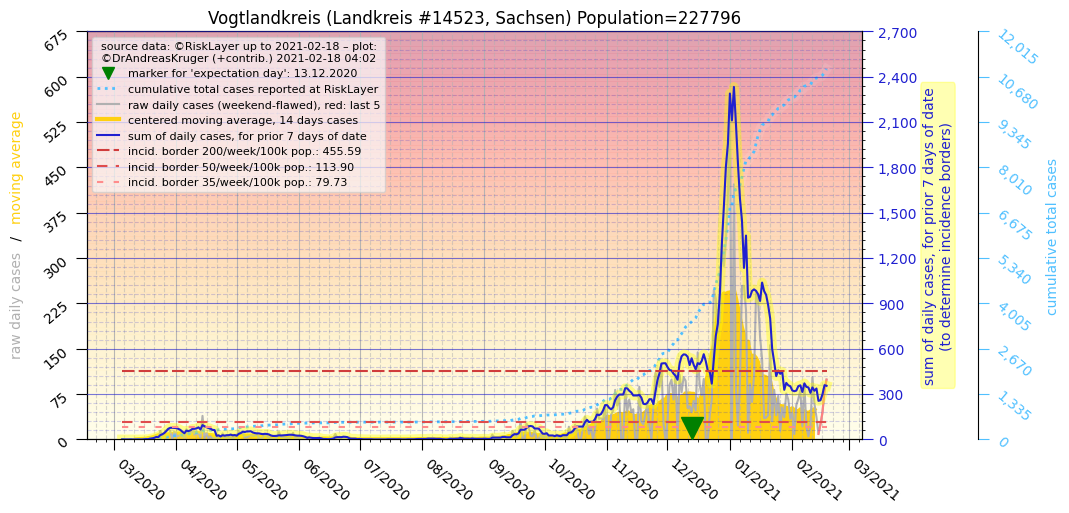 Vogtlandkreis (Landkreis #14523, Sachsen) Population=227796
source data: ©RiskLayer up to 2021-02-18 – plot:
©DrAndreasKruger (+contrib.) 2021-02-18 04:02
marker for 'expectation day': 13.12.2020
cumulative total cases reported at RiskLayer
raw daily cases (weekend-flawed), red: last 5
centered moving average, 14 days cases
sum of daily cases, for prior 7 days of date
incid. border 200/week/100k pop.: 455.59
incid. border 50/week/100k pop.: 113.90
incid. border 35/week/100k pop.: 79.73
raw daily cases / moving average
675
600
525
450
375
300
225
150
75
0
03/2020
04/2020
05/2020
06/2020
07/2020
08/2020
09/2020
10/2020
11/2020
12/2020
01/2021
02/2021
03/2021
2,700
2,400
2,100
1,800
1,500
1,200
900
600
300
0
sum of daily cases, for prior 7 days of date
(to determine incidence borders)
12,015
10,680
9,345
8,010
6,675
5,340
4,005
2,670
1,335
0
cumulative total cases